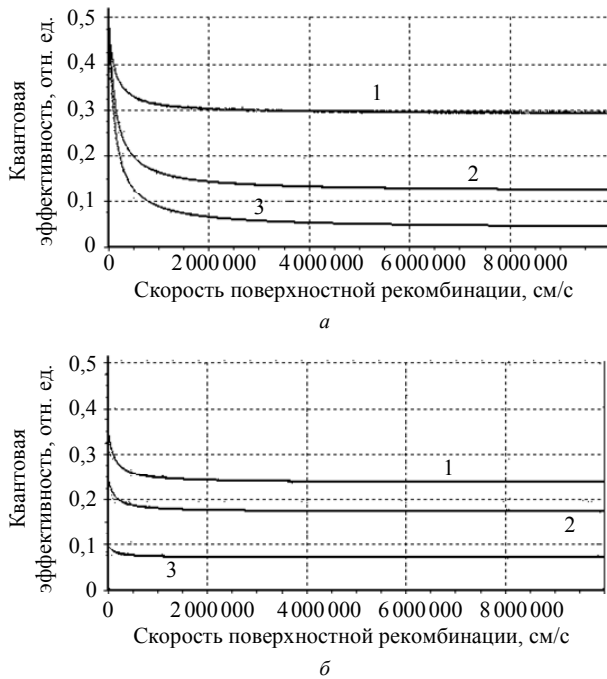 Квантовая
эффективность, отн. ед.
0,5
0,4
0,3
0,2
0,1
0
1
2
3
0 2 000 000 4 000 000 6 000 000 8 000 000
Скорость поверхностной рекомбинации, см/с
а
Квантовая
эффективность, отн. ед.
0,5
0,4
0,3
0,2
0,1
0
1
2
3
0 2 000 000 4 000 000 6 000 000 8 000 000
Скорость поверхностной рекомбинации, см/с
б